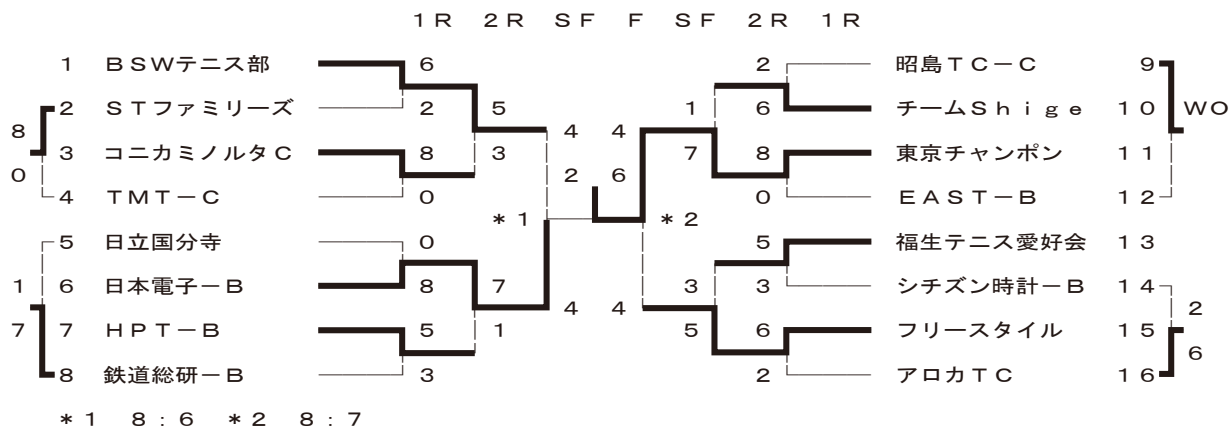 １Ｒ ２Ｒ ＳＦ Ｆ ＳＦ ２Ｒ １Ｒ
１ ＢＳＷテニス部 ６ ２ 昭島ＴＣ－Ｃ ９
２ ＳＴファミリーズ ２ ５ １ ６ チームＳｈｉｇｅ １０ ＷＯ
８ ４ ４
３ コニカミノルタＣ ８ ３ ７ ８ 東京チャンポン １１
０ ２ ６
４ ＴＭＴ－Ｃ ０ ０ ＥＡＳＴ－Ｂ １２
＊１ ＊２
５ 日立国分寺 ０ ５ 福生テニス愛好会 １３
１ ６ 日本電子－Ｂ ８ ７ ３ ３ シチズン時計－Ｂ １４
４ ４ ２
７ ７ ＨＰＴ－Ｂ ５ １ ５ ６ フリースタイル １５
６
８ 鉄道総研－Ｂ ３ ２ アロカＴＣ １６
＊１ ８：６ ＊２ ８：７